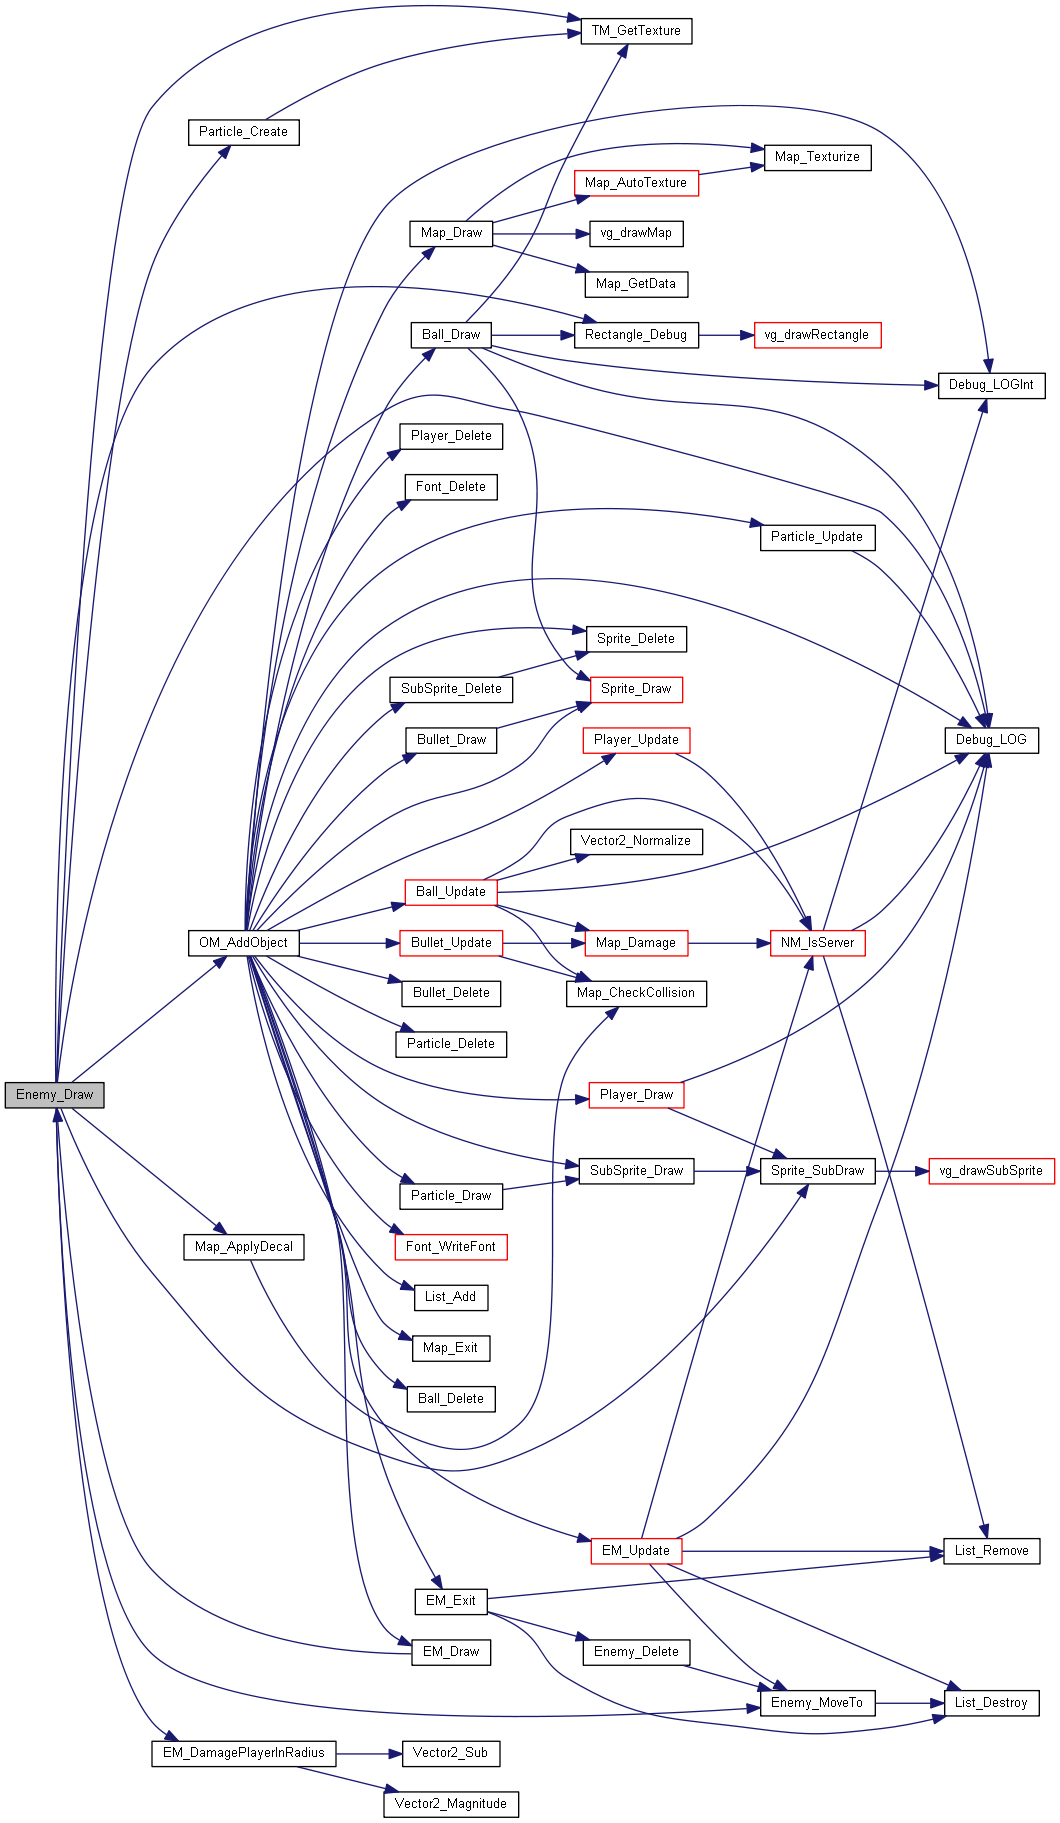 TM_GetTexture
Particle_Create
Map_Texturize
Map_AutoTexture
Map_Draw
vg_drawMap
Map_GetData
Ball_Draw
Rectangle_Debug
vg_drawRectangle
Debug_LOGInt
Player_Delete
Font_Delete
Particle_Update
Sprite_Delete
SubSprite_Delete
Sprite_Draw
Bullet_Draw
Player_Update
Debug_LOG
Vector2_Normalize
Ball_Update
OM_AddObject
Bullet_Update
Map_Damage
NM_IsServer
Bullet_Delete
Map_CheckCollision
Particle_Delete
Enemy_Draw
Player_Draw
SubSprite_Draw
Sprite_SubDraw
vg_drawSubSprite
Particle_Draw
Map_ApplyDecal
Font_WriteFont
List_Add
Map_Exit
Ball_Delete
EM_Update
List_Remove
EM_Exit
EM_Draw
Enemy_Delete
Enemy_MoveTo
List_Destroy
EM_DamagePlayerInRadius
Vector2_Sub
Vector2_Magnitude